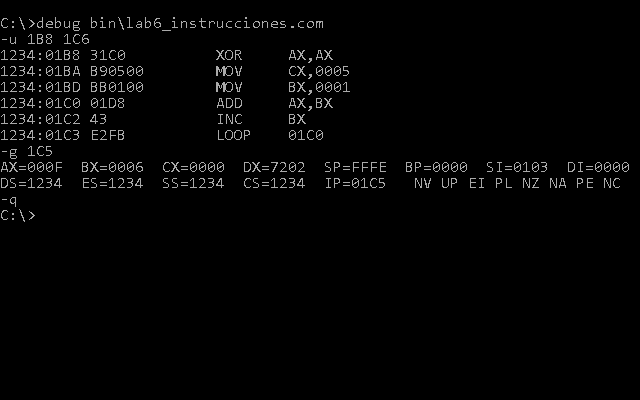 C:\>debug bin\lab6_instrucciones.com
-u 1B8 1C6
1234:01B8 31C0 XOR AX,AX
1234:01BA B90500 MOV CX,0005
1234:01BD BB0100 MOV BX,0001
1234:01C0 01D8 ADD AX,BX
1234:01C2 43 INC BX
1234:01C3 E2FB LOOP 01C0
-g 1C5
AX=000F BX=0006 CX=0000 DX=7202 SP=FFFE BP=0000 SI=0103 DI=0000
DS=1234 ES=1234 SS=1234 CS=1234 IP=01C5 NV UP EI PL NZ NA PE NC
-q
C:\>